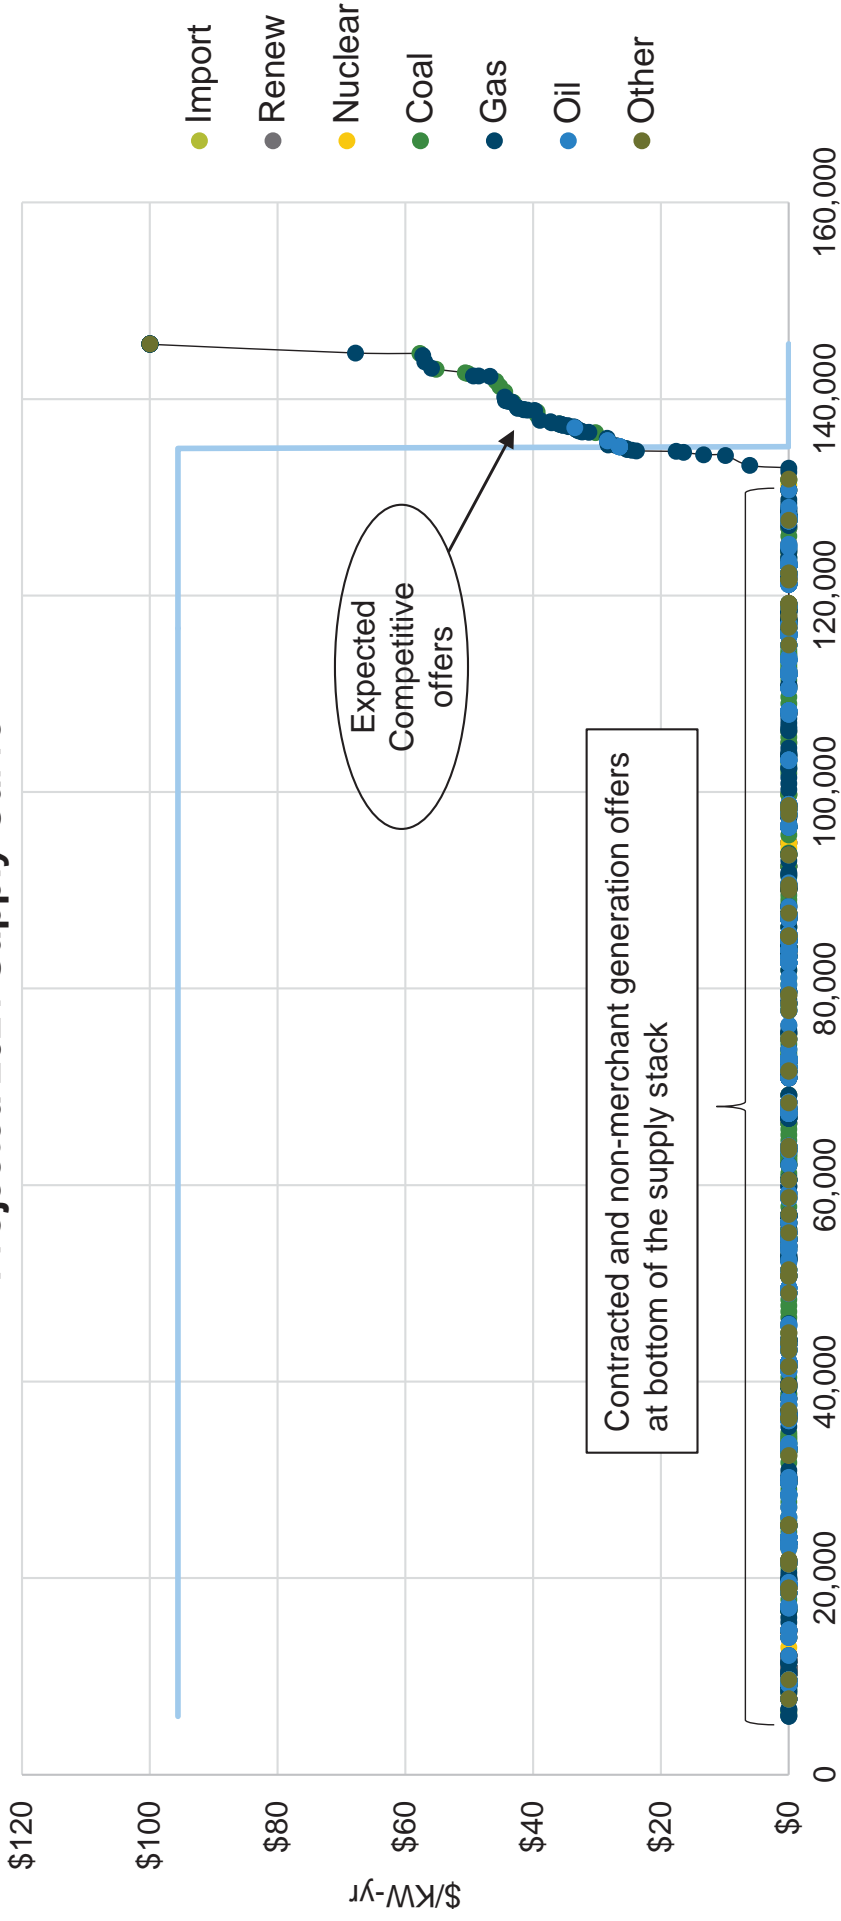 $120
$100
$80
$60
$40
$20
$0
$/KW-yr
0
20,000
40,000
60,000
80,000
100,000
120,000
140,000
160,000
Expected
Competitive
offers
Contracted and non-merchant generation offers
at bottom of the supply stack
Import
Renew
Nuclear
Coal
Gas
Oil
Other